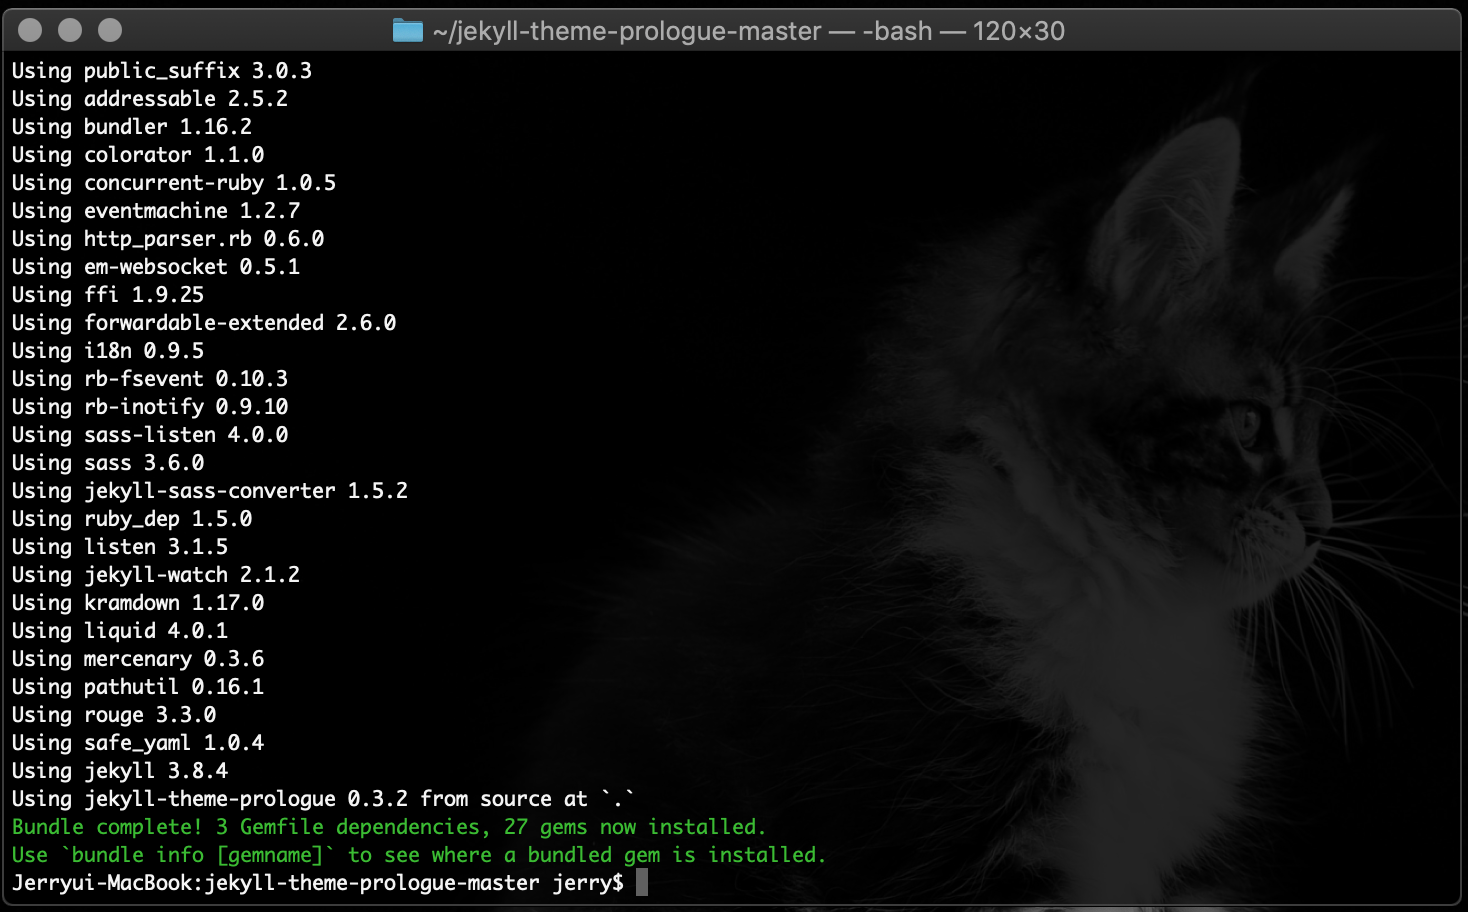 ~/jekyll-theme-prologue-master — -bash — 120×30
Using public_suffix 3.0.3
Using addressable 2.5.2
Using bundler 1.16.2
Using colorator 1.1.0
Using concurrent-ruby 1.0.5
Using eventmachine 1.2.7
Using http_parser.rb 0.6.0
Using em-websocket 0.5.1
Using ffi 1.9.25
Using forwardable-extended 2.6.0
Using i18n 0.9.5
Using rb-fsevent 0.10.3
Using rb-inotify 0.9.10
Using sass-listen 4.0.0
Using sass 3.6.0
Using jekyll-sass-converter 1.5.2
Using ruby_dep 1.5.0
Using listen 3.1.5
Using jekyll-watch 2.1.2
Using kramdown 1.17.0
Using liquid 4.0.1
Using mercenary 0.3.6
Using pathutil 0.16.1
Using rouge 3.3.0
Using safe_yaml 1.0.4
Using jekyll 3.8.4
Using jekyll-theme-prologue 0.3.2 from source at `.`
Bundle complete! 3 Gemfile dependencies, 27 gems now installed.
Use `bundle info [gemname]` to see where a bundled gem is installed.
Jerryui-MacBook:jekyll-theme-prologue-master jerry$